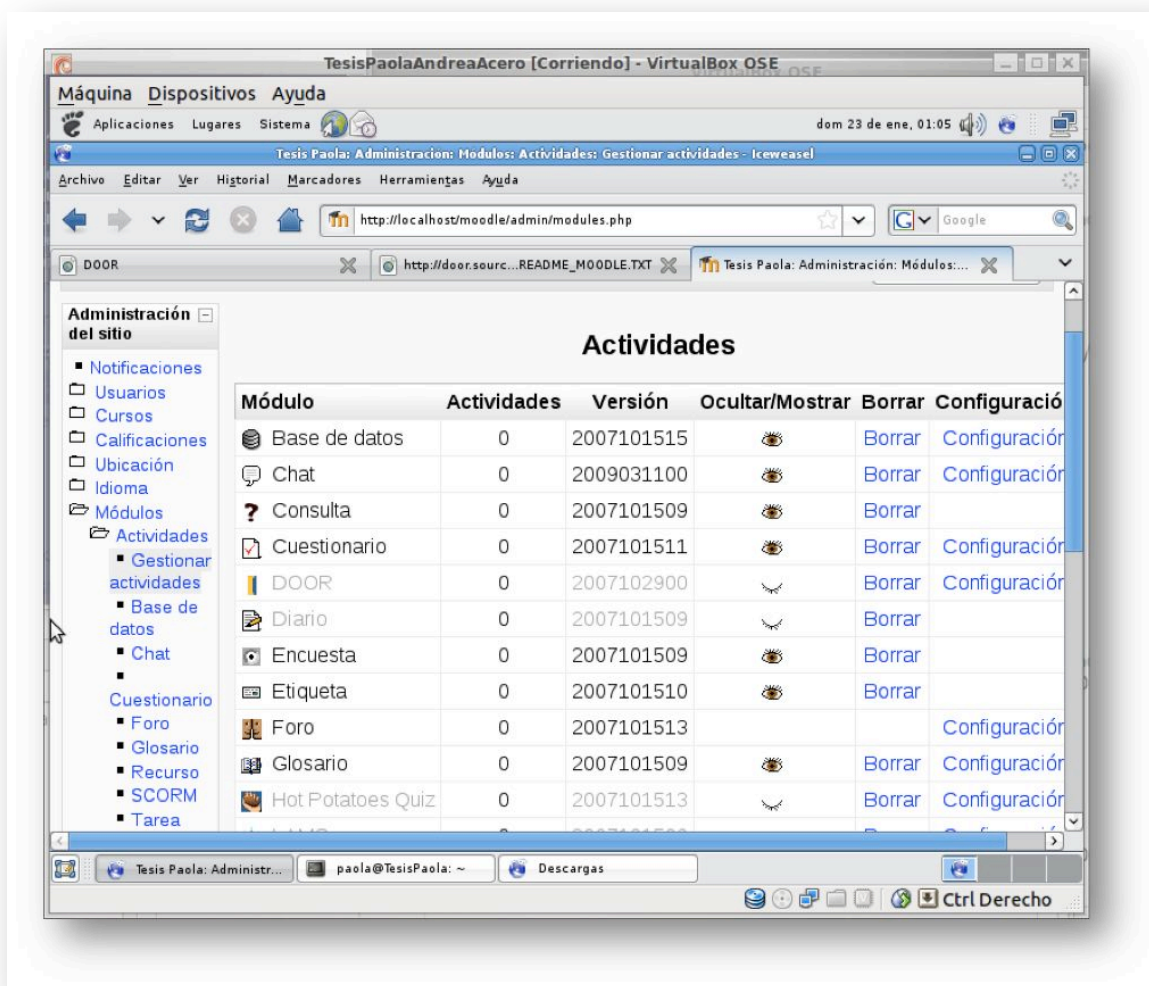 TesisPaolaAndreaAcero [Corriendo] - VirtualBox OSE
Máquina Dispositivos Ayuda
Aplicaciones Lugares Sistema dom 23 de ene, 01:05
Tesis Paola: Administracion: Modulos: Actividades: Gestionar actividades - Iceweasel
Archivo Editar Ver Historial Marcadores Herramientas Ayuda
http://localhost/moodle/admin/modules.php Google
DOOR http://door.sourc...README_MOODLE.TXT Tesis Paola: Administración: Módulos:...
Administración
del sitio
Notificaciones
Usuarios
Cursos
Calificaciones
Ubicación
Idioma
Módulos
Actividades
Gestionar
actividades
Base de
datos
Chat
Cuestionario
Foro
Glosario
Recurso
SCORM
Tarea
Actividades
Módulo Actividades Versión Ocultar/Mostrar Borrar Configuració
Base de datos 0 2007101515 Borrar Configuración
Chat 0 2009031100 Borrar Configuración
Consulta 0 2007101509 Borrar
Cuestionario 0 2007101511 Borrar Configuración
DOOR 0 2007102900 Borrar Configuración
Diario 0 2007101509 Borrar
Encuesta 0 2007101509 Borrar
Etiqueta 0 2007101510 Borrar
Foro 0 2007101513 Configuración
Glosario 0 2007101509 Borrar Configuración
Hot Potatoes Quiz 0 2007101513 Borrar Configuración
Tesis Paola: Administr... paola@TesisPaola: ~ Descargas
Ctrl Derecho